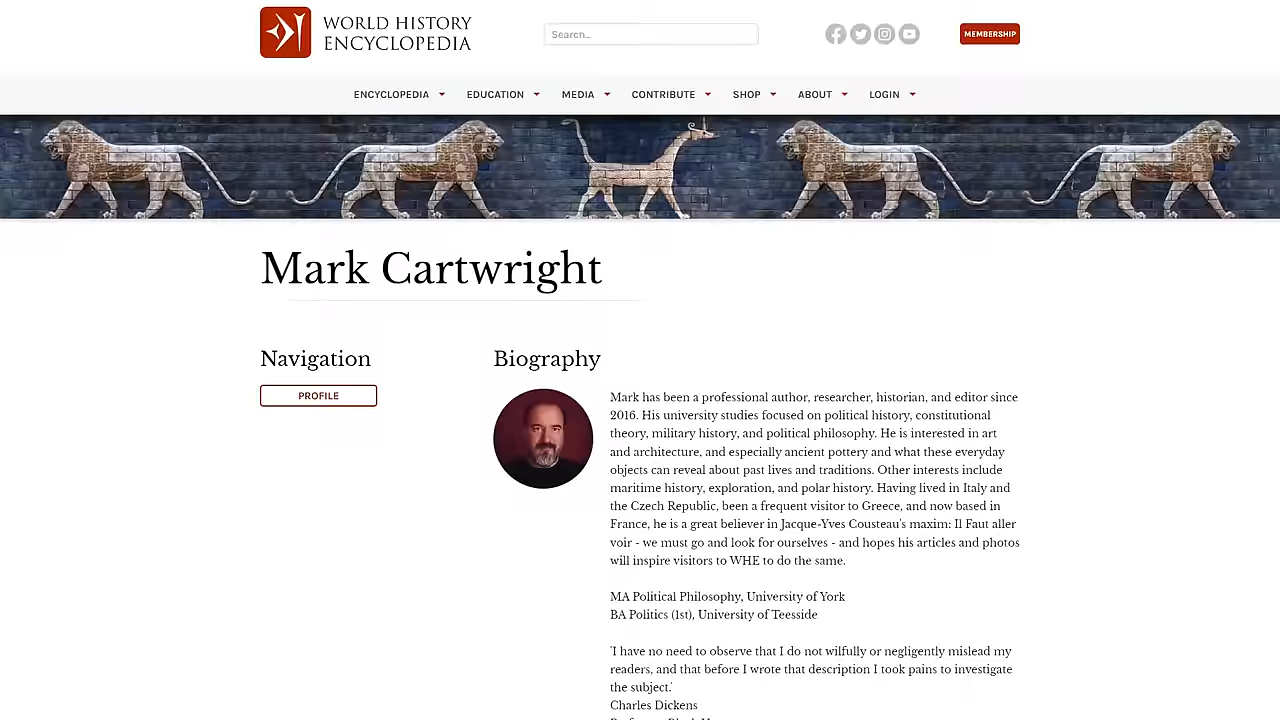 WORLD HISTORY
ENCYCLOPEDIA
Search...
MEMBERSHIP
ENCYCLOPEDIA EDUCATION MEDIA CONTRIBUTE SHOP ABOUT LOGIN
Mark Cartwright
Navigation
PROFILE
Biography
Mark has been a professional author, researcher, historian, and editor since
2016. His university studies focused on political history, constitutional
theory, military history, and political philosophy. He is interested in art
and architecture, and especially ancient pottery and what these everyday
objects can reveal about past lives and traditions. Other interests include
maritime history, exploration, and polar history. Having lived in Italy and
the Czech Republic, been a frequent visitor to Greece, and now based in
France, he is a great believer in Jacque-Yves Cousteau's maxim: Il Faut aller
voir - we must go and look for ourselves - and hopes his articles and photos
will inspire visitors to WHE to do the same.
MA Political Philosophy, University of York
BA Politics (1st), University of Teesside
'I have no need to observe that I do not wilfully or negligently mislead my
readers, and that before I wrote that description I took pains to investigate
the subject.'
Charles Dickens